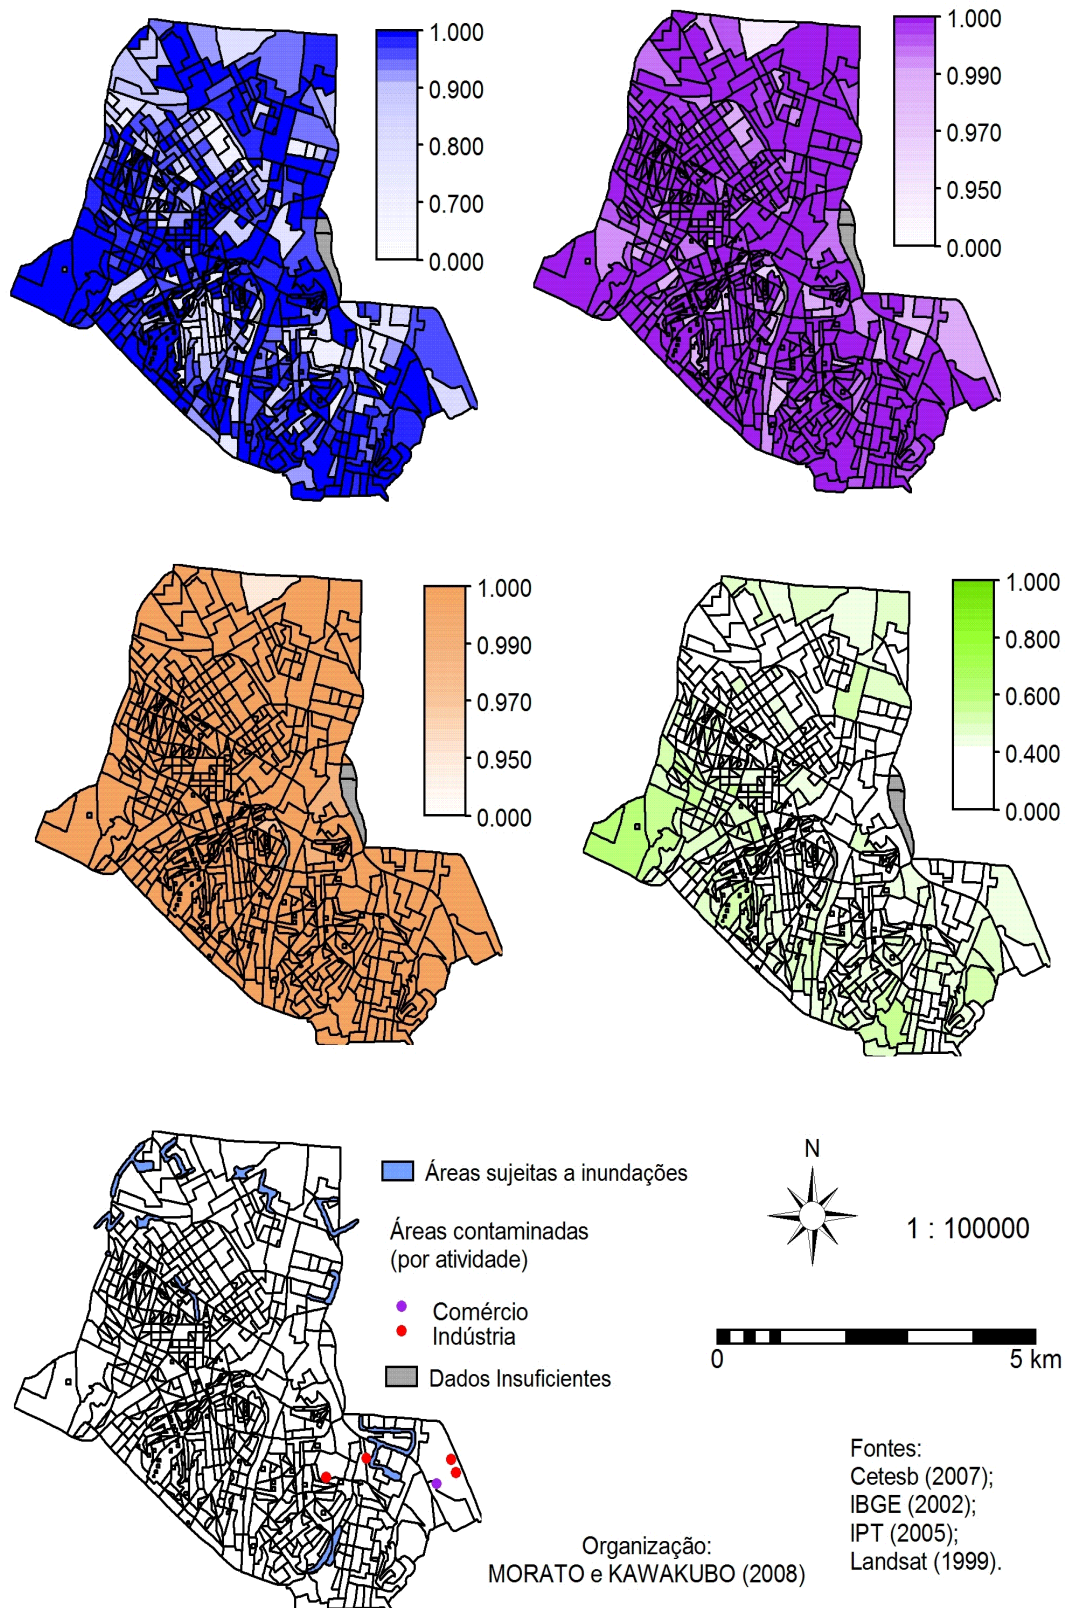 1.000
0.900
0.800
0.700
0.000
1.000
0.990
0.970
0.950
0.000
1.000
0.990
0.970
0.950
0.000
1.000
0.800
0.600
0.400
0.000
Áreas sujeitas a inundações
Áreas contaminadas
(por atividade)
Comércio
Indústria
Dados Insuficientes
N
1 : 100000
0 5 km
Organização:
MORATO e KAWAKUBO (2008)
Fontes:
Cetesb (2007);
IBGE (2002);
IPT (2005);
Landsat (1999).